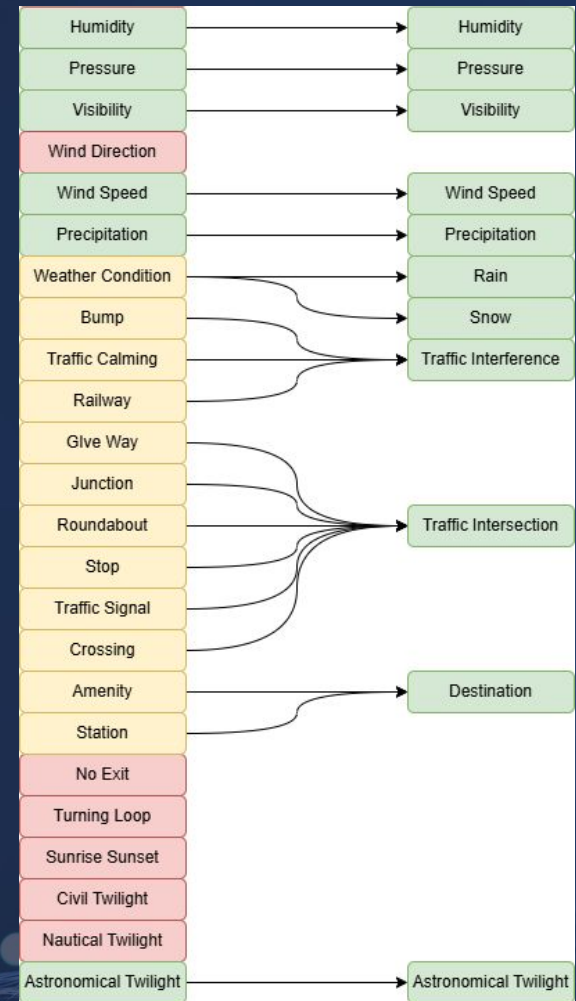 Humidity
Humidity
Pressure
Pressure
Visibility
Visibility
Wind Direction
Wind Speed
Wind Speed
Precipitation
Precipitation
Weather Condition
Rain
Bump
Snow
Traffic Calming
Traffic Interference
Railway
GIve Way
Junction
Roundabout
Traffic Intersection
Stop
Traffic Signal
Crossing
Amenity
Destination
Station
No Exit
Turning Loop
Sunrise Sunset
Civil Twilight
Nautical Twilight
Astronomical Twilight
Astronomical Twilight